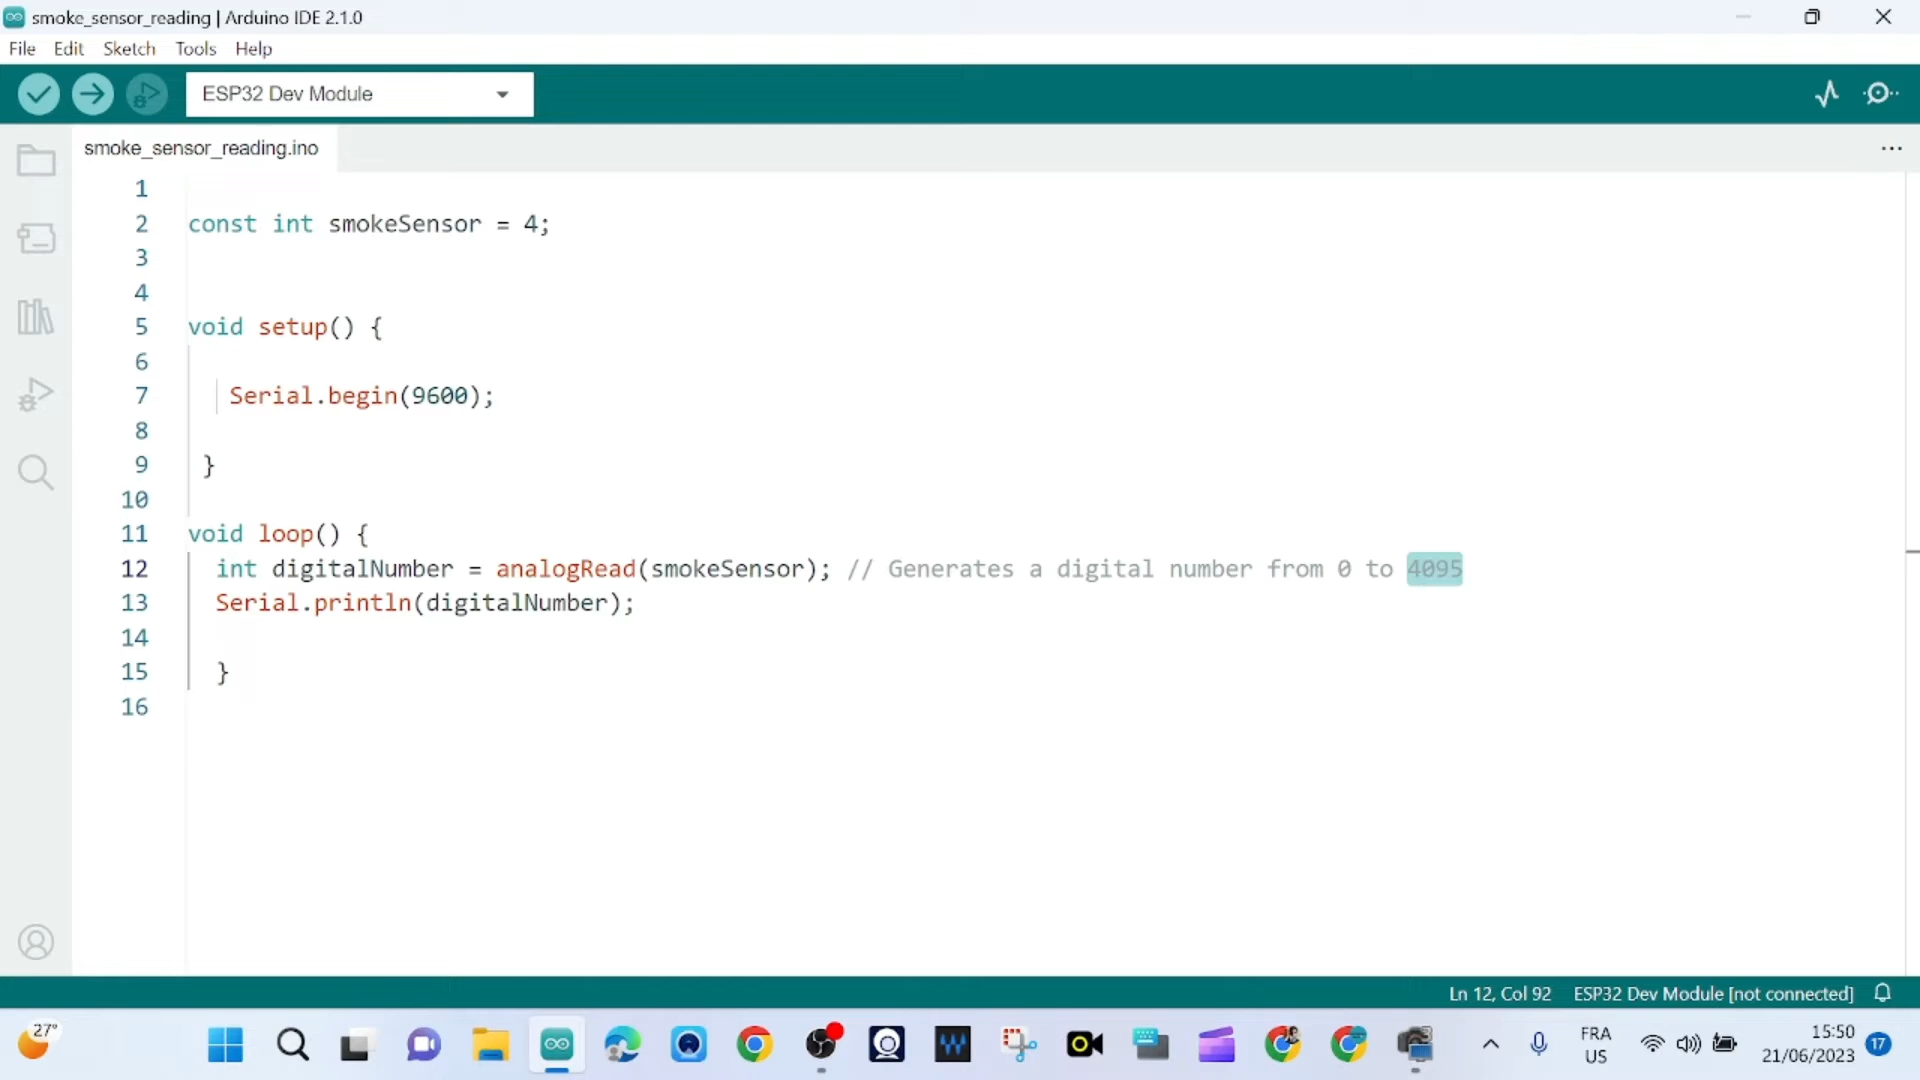 smoke_sensor_reading | Arduino IDE 2.1.0
File Edit Sketch Tools Help
ESP32 Dev Module
smoke_sensor_reading.ino
1
2 const int smokeSensor = 4;
3
4
5 void setup() {
6
7 Serial.begin(9600);
8
9 }
10
11 void loop() {
12 int digitalNumber = analogRead(smokeSensor); // Generates a digital number from 0 to 4095
13 Serial.println(digitalNumber);
14
15 }
16
Ln 12, Col 92 ESP32 Dev Module [not connected]
27°
FRA
US
15:50
21/06/2023
17